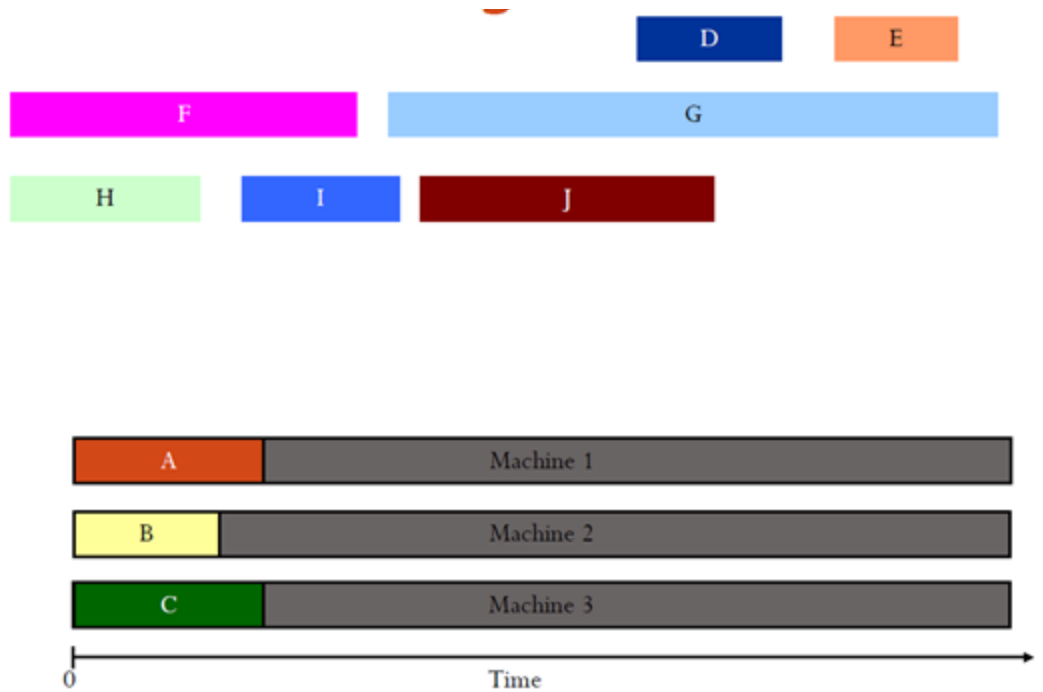 D E
F G
H I J
A Machine 1
B Machine 2
C Machine 3
0 Time